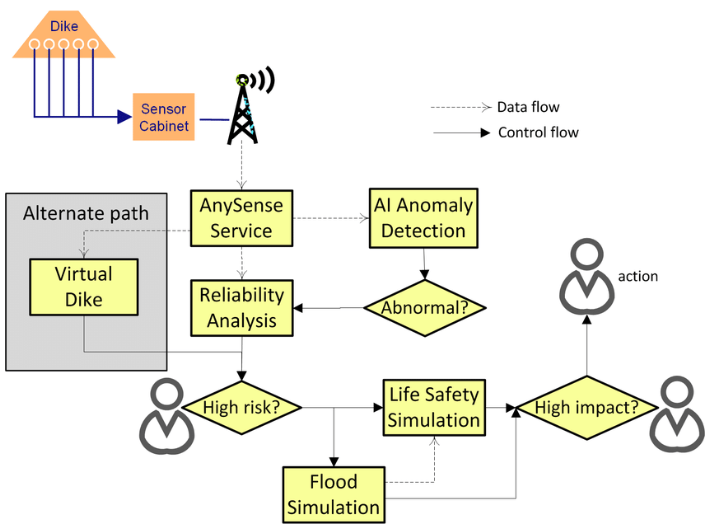 Dike
Sensor
Cabinet
Data flow
Control flow
Alternate path
AnySense
Service
AI Anomaly
Detection
Virtual
Dike
Reliability
Analysis
Abnormal?
action
High risk?
Life Safety
Simulation
High impact?
Flood
Simulation